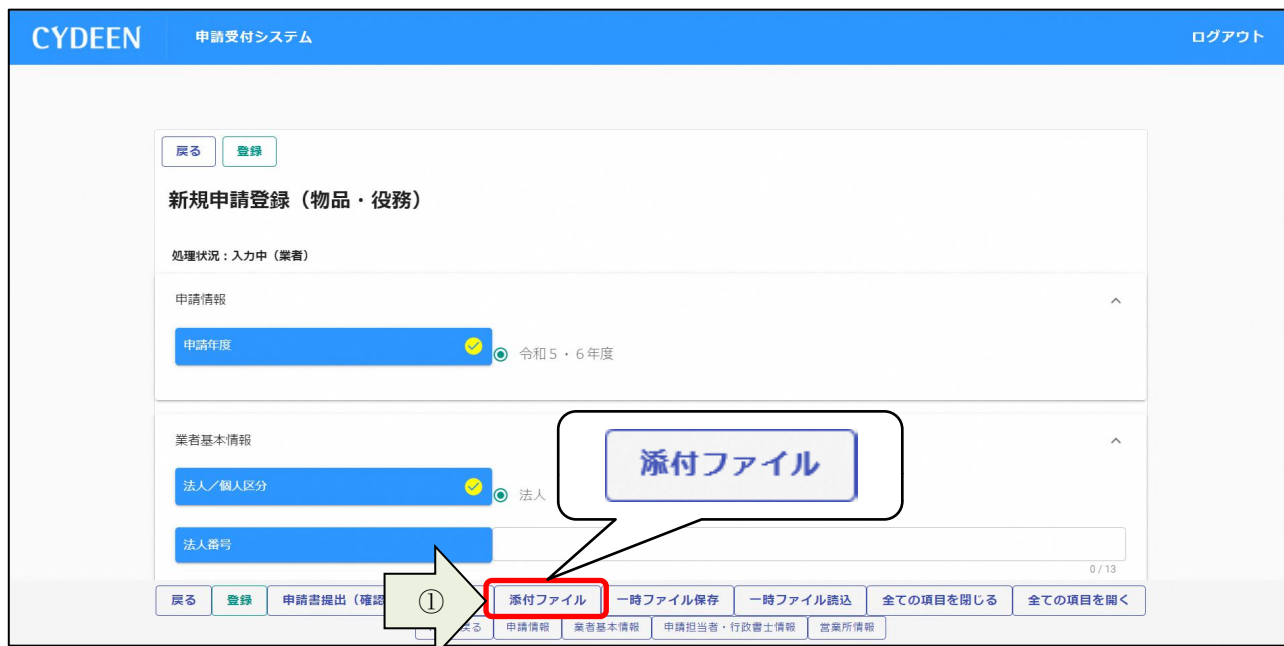 CYDEEN 申請受付システム ログアウト
戻る 登録
新規申請登録（物品・役務）
処理状況：入力中（業者）
申請情報
申請年度 令和５・６年度
業者基本情報
添付ファイル
法人／個人区分 法人
法人番号
0 / 13
戻る 登録 申請書提出（確認 ① 添付ファイル 一時ファイル保存 一時ファイル読込 全ての項目を閉じる 全ての項目を開く
戻る 申請情報 業者基本情報 申請担当者・行政書士情報 営業所情報